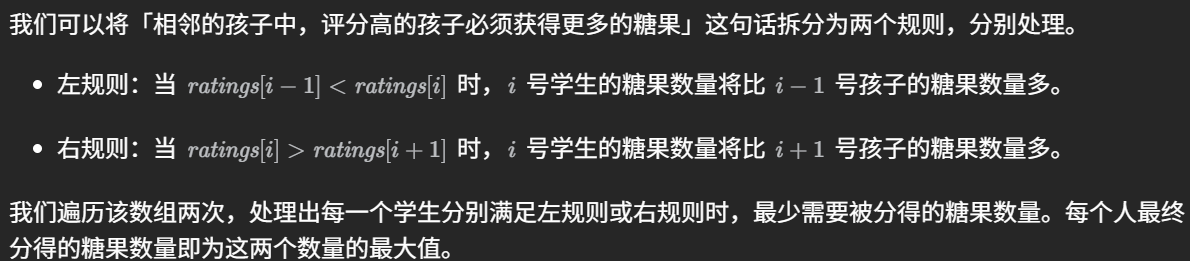 我们可以将「相邻的孩子中，评分高的孩子必须获得更多的糖果」这句话拆分为两个规则，分别处理。
• 左规则：当 ratings[i − 1] < ratings[i] 时，i 号学生的糖果数量将比 i − 1 号孩子的糖果数量多。
• 右规则：当 ratings[i] > ratings[i + 1] 时，i 号学生的糖果数量将比 i + 1 号孩子的糖果数量多。
我们遍历该数组两次，处理出每一个学生分别满足左规则或右规则时，最少需要被分得的糖果数量。每个人最终
分得的糖果数量即为这两个数量的最大值。